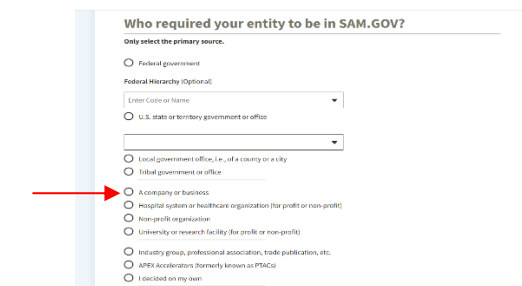 Who required your entity to be in SAM.GOV?
Only select the primary source.
Federal government
Federal Hierarchy (Optional)
Enter Code or Name
U.S. state or territory government or office
Local government office, i.e., of a county or a city
Tribal government or office
A company or business
Hospital system or healthcare organization (for profit or non-profit)
Non-profit organization
University or research facility (for profit or non-profit)
Industry group, professional association, trade publication, etc.
APEX Accelerators (formerly known as PTACs)
I decided on my own